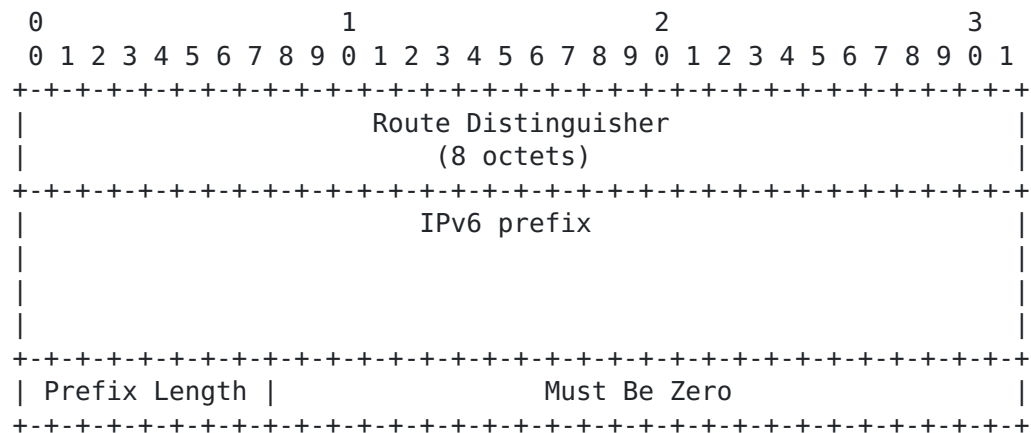 0                   1                   2                   3
 0 1 2 3 4 5 6 7 8 9 0 1 2 3 4 5 6 7 8 9 0 1 2 3 4 5 6 7 8 9 0 1
+-+-+-+-+-+-+-+-+-+-+-+-+-+-+-+-+-+-+-+-+-+-+-+-+-+-+-+-+-+-+-+-+
|                      Route Distinguisher                      |
|                          (8 octets)                           |
+-+-+-+-+-+-+-+-+-+-+-+-+-+-+-+-+-+-+-+-+-+-+-+-+-+-+-+-+-+-+-+-+
|                         IPv6 prefix                           |
|                                                               |
|                                                               |
|                                                               |
+-+-+-+-+-+-+-+-+-+-+-+-+-+-+-+-+-+-+-+-+-+-+-+-+-+-+-+-+-+-+-+-+
| Prefix Length |                 Must Be Zero                  |
+-+-+-+-+-+-+-+-+-+-+-+-+-+-+-+-+-+-+-+-+-+-+-+-+-+-+-+-+-+-+-+-+